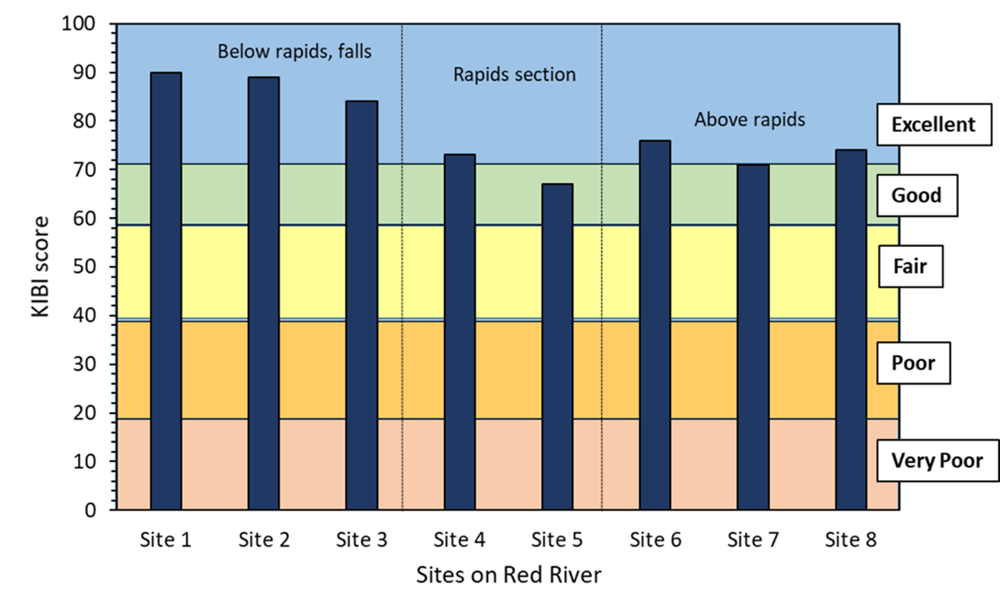 100
90
80
70
60
50
40
30
20
10
0
KIBI score
Below rapids, falls
Rapids section
Above rapids
Excellent
Good
Fair
Poor
Very Poor
Site 1 Site 2 Site 3 Site 4 Site 5 Site 6 Site 7 Site 8
Sites on Red River